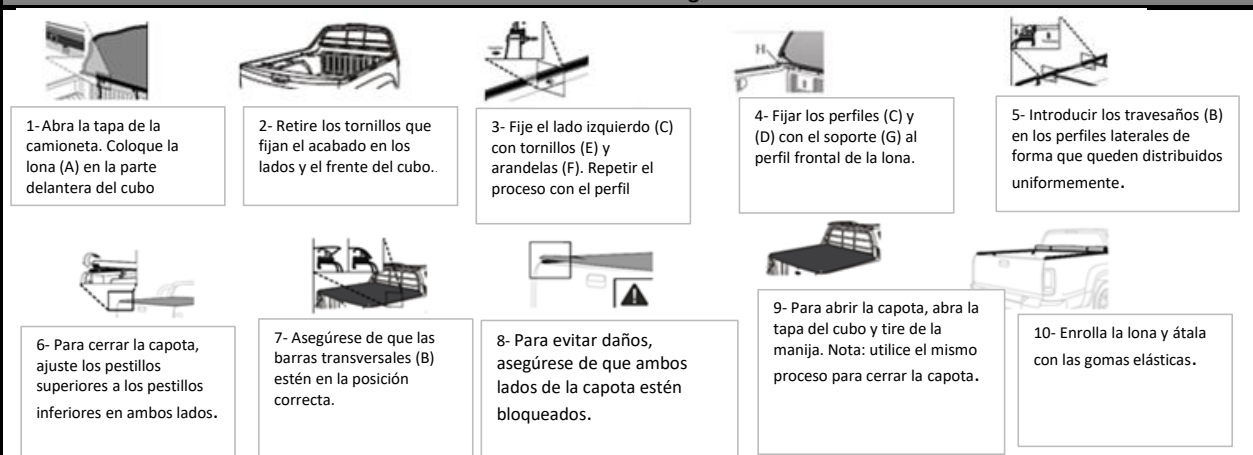 1- Abra la tapa de la
camioneta. Coloque la
lona (A) en la parte
delantera del cubo
2- Retire los tornillos que
fijan el acabado en los
lados y el frente del cubo..
3- Fije el lado izquierdo (C)
con tornillos (E) y
arandelas (F). Repetir el
proceso con el perfil
H
4- Fijar los perfiles (C) y
(D) con el soporte (G) al
perfil frontal de la lona.
5- Introducir los travesaños (B)
en los perfiles laterales de
forma que queden distribuidos
uniformemente.
6- Para cerrar la capota,
ajuste los pestillos
superiores a los pestillos
inferiores en ambos lados.
7- Asegúrese de que las
barras transversales (B)
estén en la posición
correcta.
8- Para evitar daños,
asegúrese de que ambos
lados de la capota estén
bloqueados.
9- Para abrir la capota, abra la
tapa del cubo y tire de la
manija. Nota: utilice el mismo
proceso para cerrar la capota.
10- Enrolla la lona y átala
con las gomas elásticas.